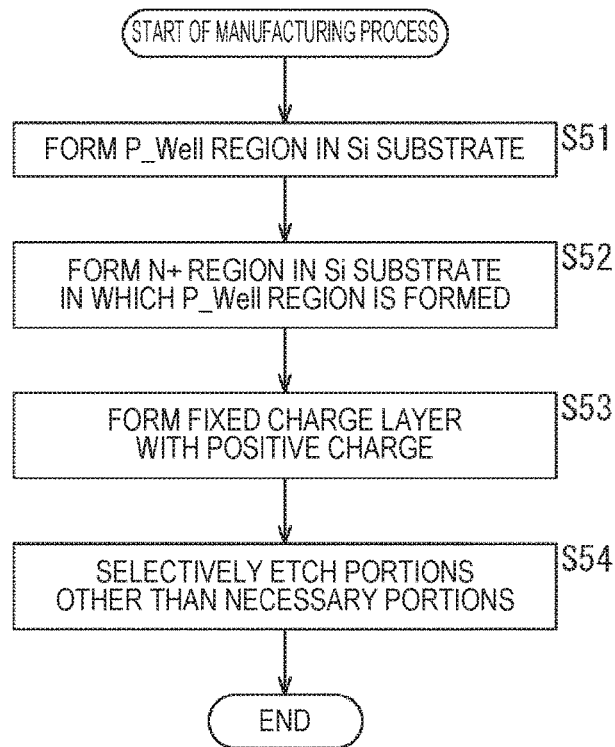 START OF MANUFACTURING PROCESS
FORM P_Well REGION IN Si SUBSTRATE
S51
FORM N+ REGION IN Si SUBSTRATE
IN WHICH P_Well REGION IS FORMED
S52
FORM FIXED CHARGE LAYER
WITH POSITIVE CHARGE
S53
SELECTIVELY ETCH PORTIONS
OTHER THAN NECESSARY PORTIONS
S54
END